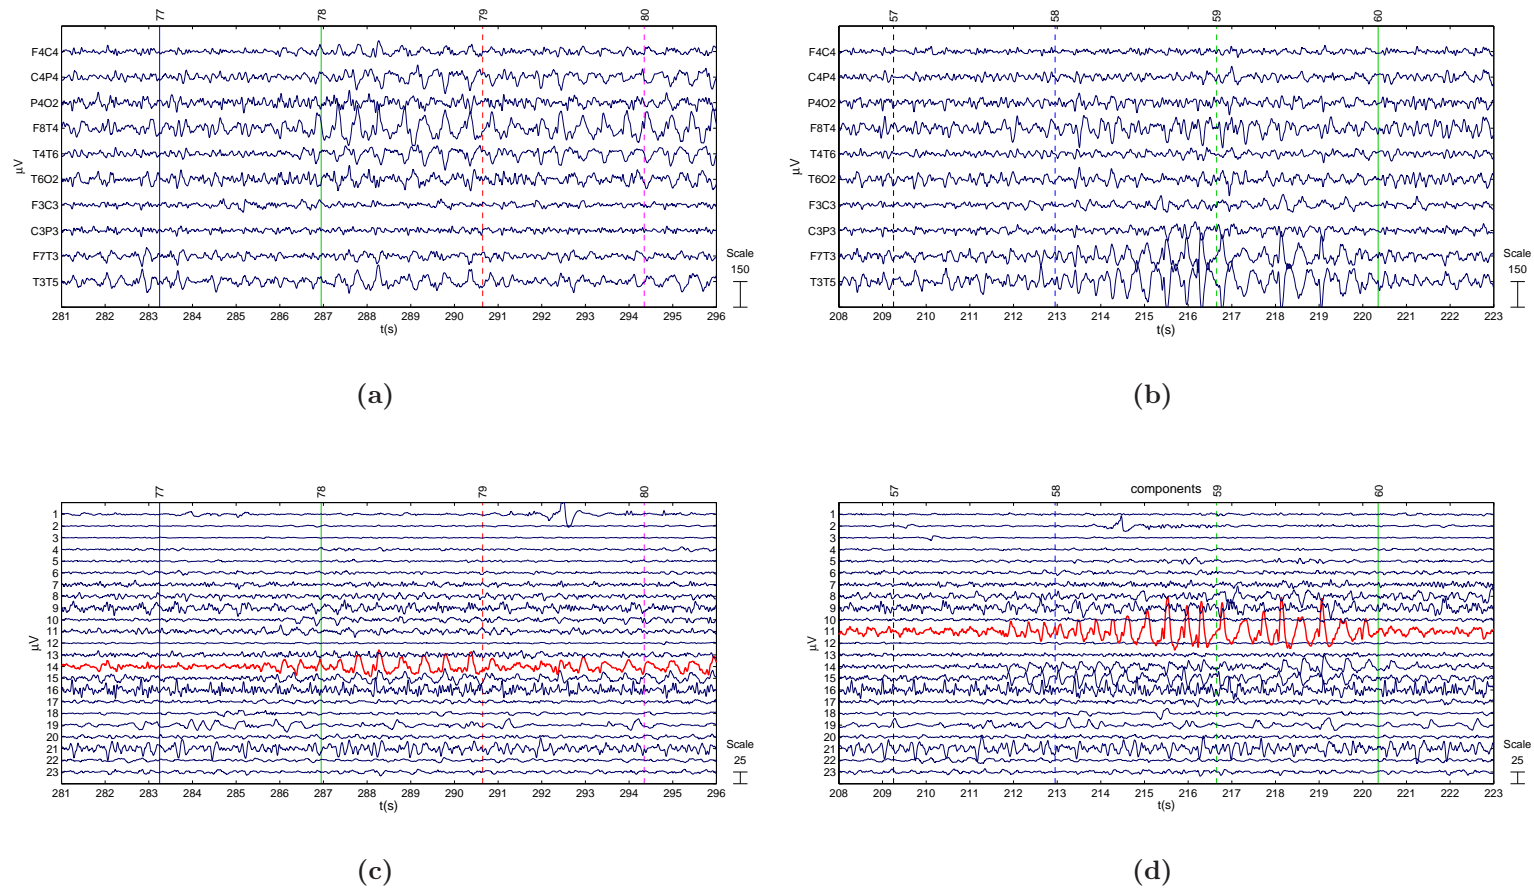 77 78 79 80
F4C4
C4P4
P4O2
F8T4
T4T6
T6O2
F3C3
C3P3
F7T3
T3T5
µV
Scale
150
281 282 283 284 285 286 287 288 289 290 291 292 293 294 295 296
t(s)
(a)
57 58 59 60
F4C4
C4P4
P4O2
F8T4
T4T6
T6O2
F3C3
C3P3
F7T3
T3T5
µV
Scale
150
208 209 210 211 212 213 214 215 216 217 218 219 220 221 222 223
t(s)
(b)
77 78 79 80
1
2
3
4
5
6
7
8
9
10
11
12
13
14
15
16
17
18
19
20
21
22
23
µV
Scale
25
281 282 283 284 285 286 287 288 289 290 291 292 293 294 295 296
t(s)
(c)
57 58 components 59 60
1
2
3
4
5
6
7
8
9
10
11
12
13
14
15
16
17
18
19
20
21
22
23
µV
Scale
25
208 209 210 211 212 213 214 215 216 217 218 219 220 221 222 223
t(s)
(d)